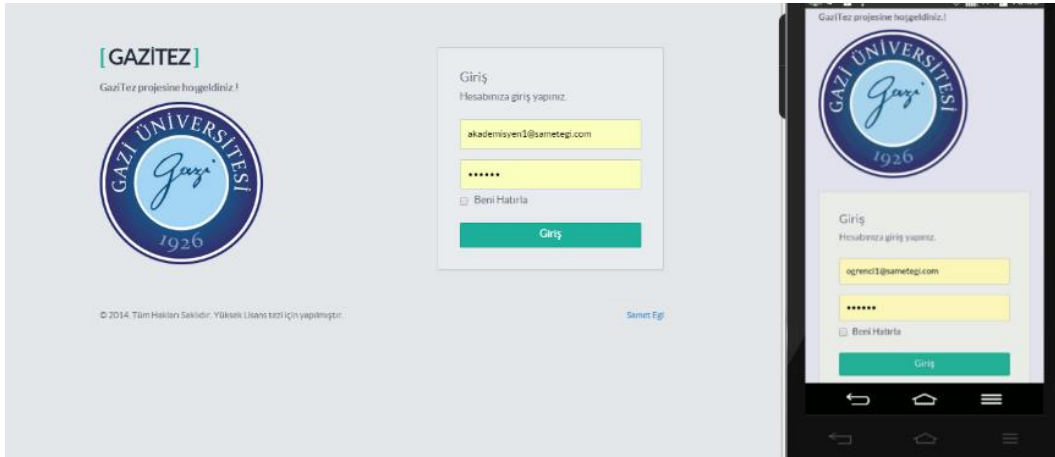 [GAZİTEZ]
GaziTez projesine hoşgeldiniz.!
GAZİ ÜNİVERSİTESİ
Gazi
1926
Giriş
Hesabınıza giriş yapınız.
akademisyen1@sametegi.com
••••••
Beni Hatırla
Giriş
© 2014. Tüm Hakları Saklıdır. Yüksek Lisans tezi için yapılmıştır.
Samet Egi
GaziTez projesine hoşgeldiniz.!
GAZİ ÜNİVERSİTESİ
Gazi
1926
Giriş
Hesabınıza giriş yapınız.
ogrenci1@sametegi.com
••••••
Beni Hatırla
Giriş